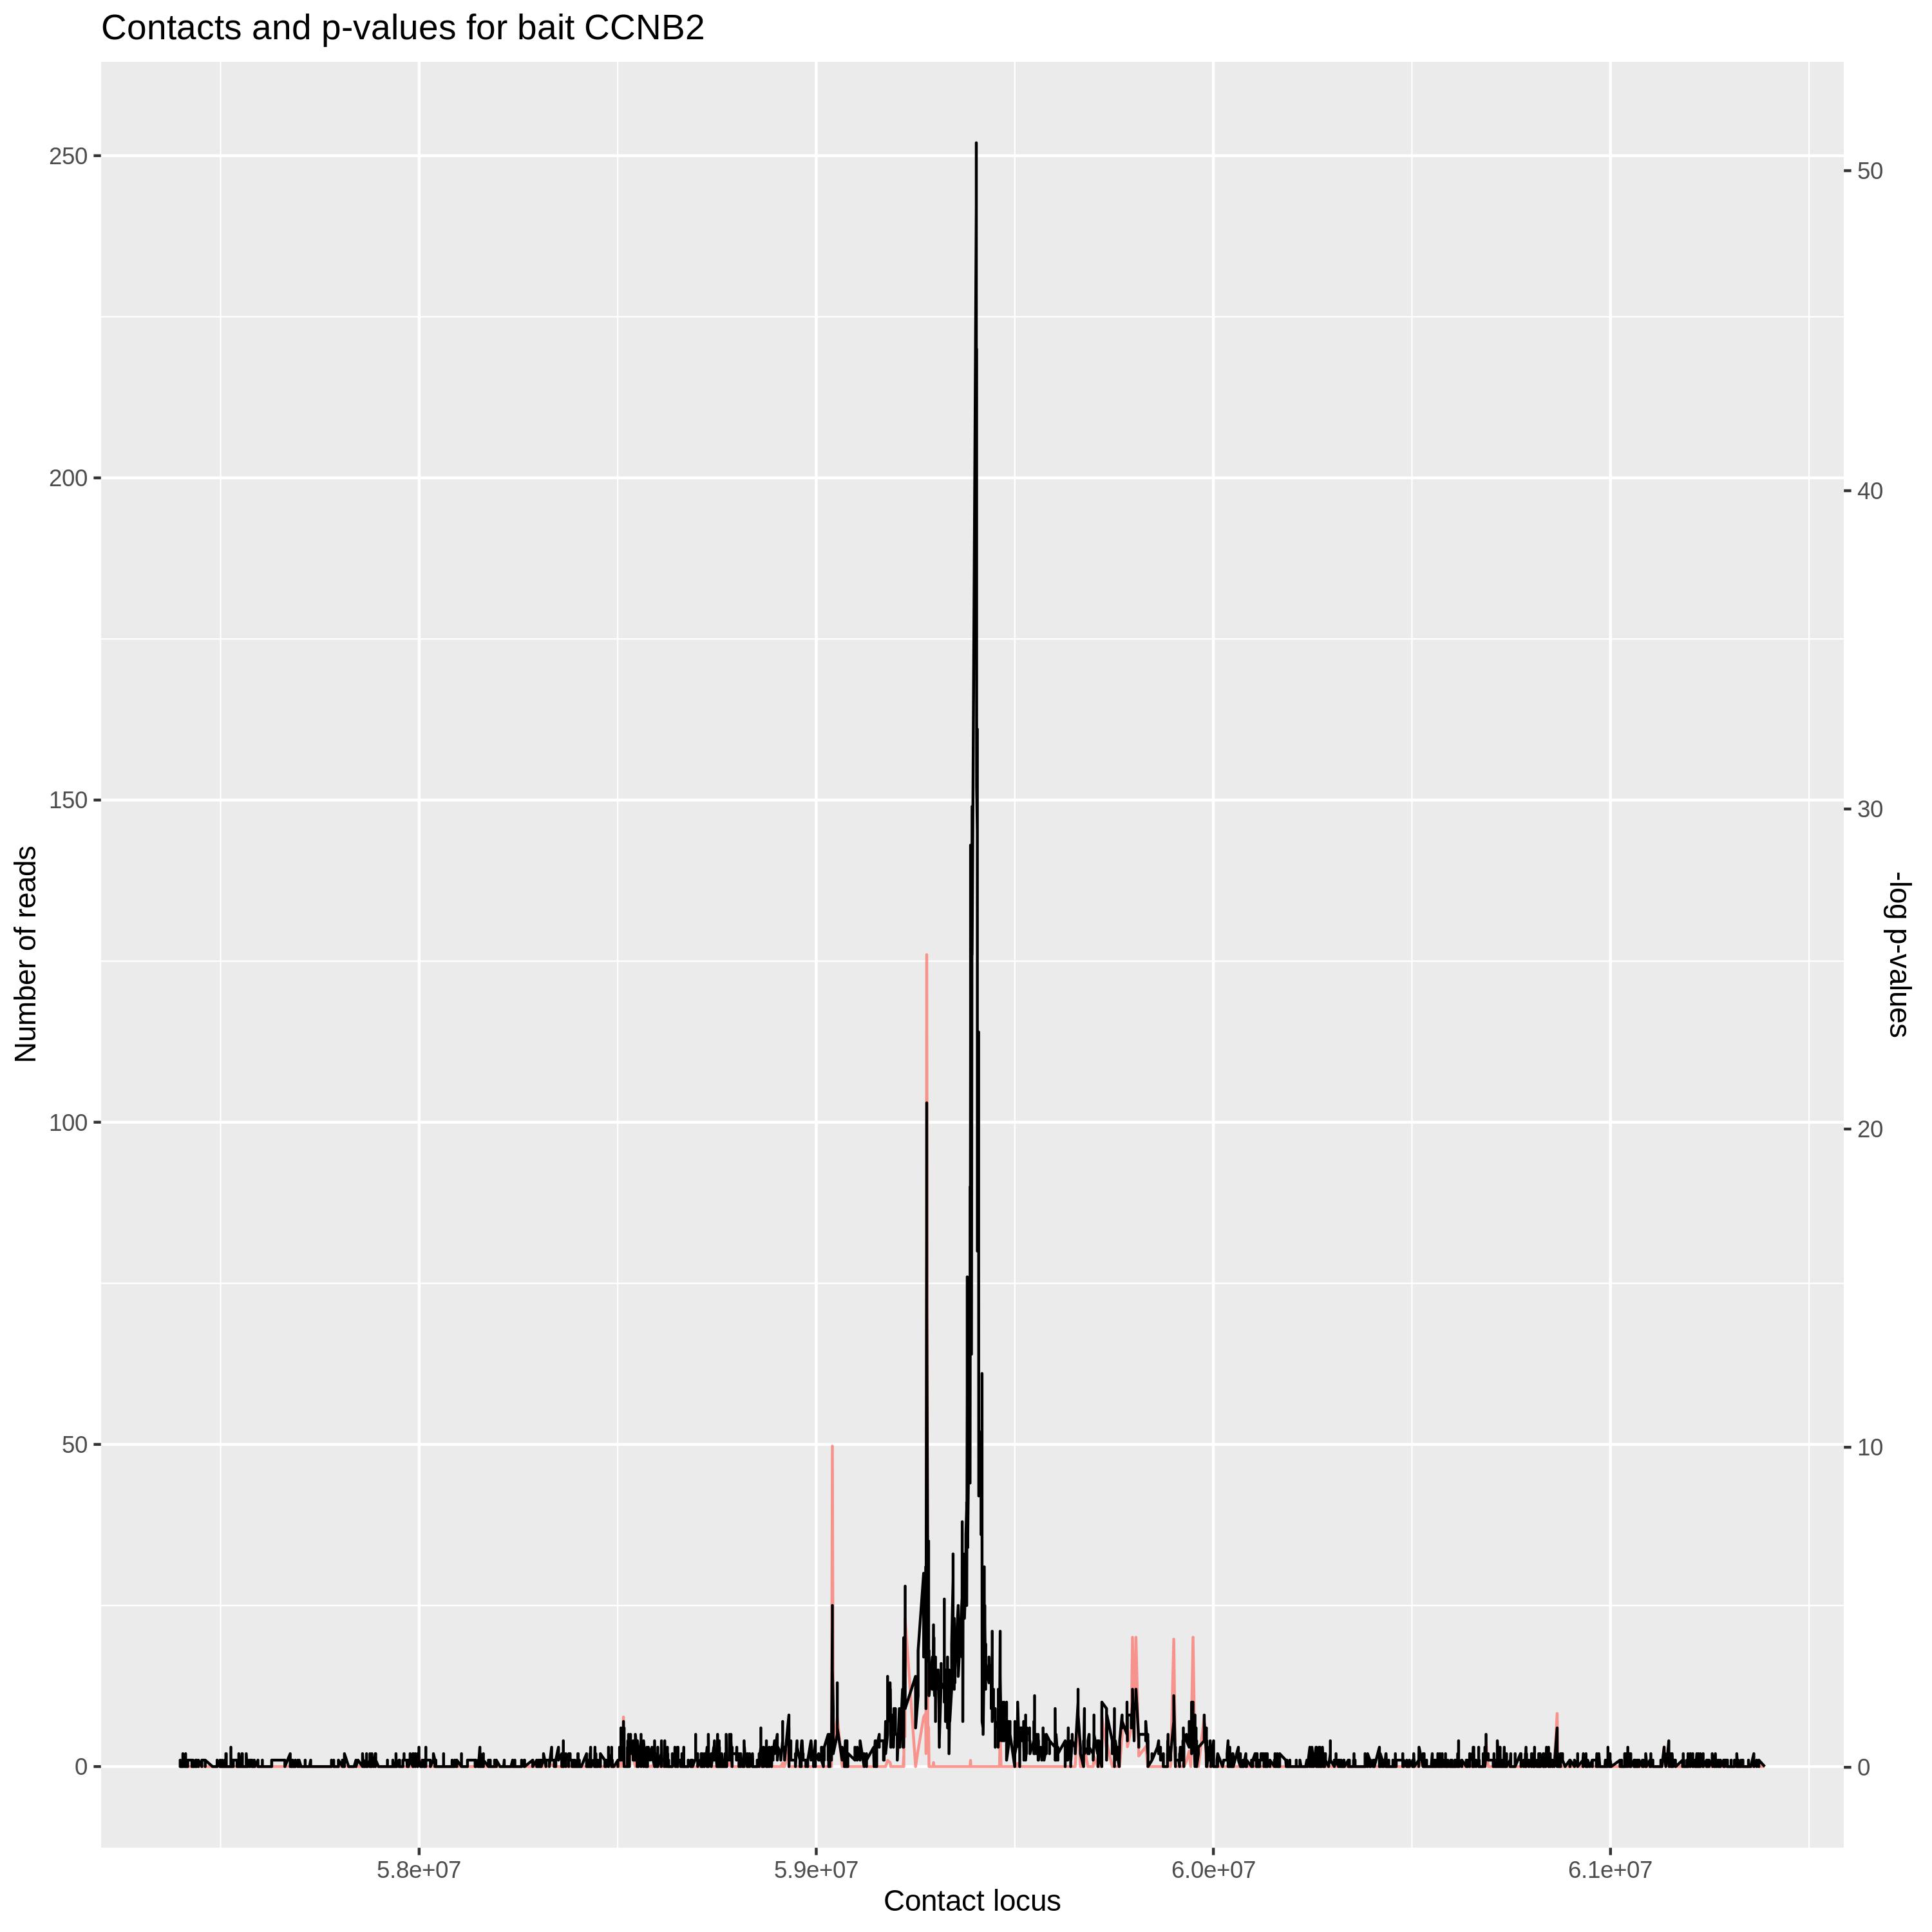 Contacts and p-values for bait CCNB2
250
200
150
100
50
0
Number of reads
50
40
30
20
10
0
-log p-values
5.8e+07
5.9e+07
6.0e+07
6.1e+07
Contact locus